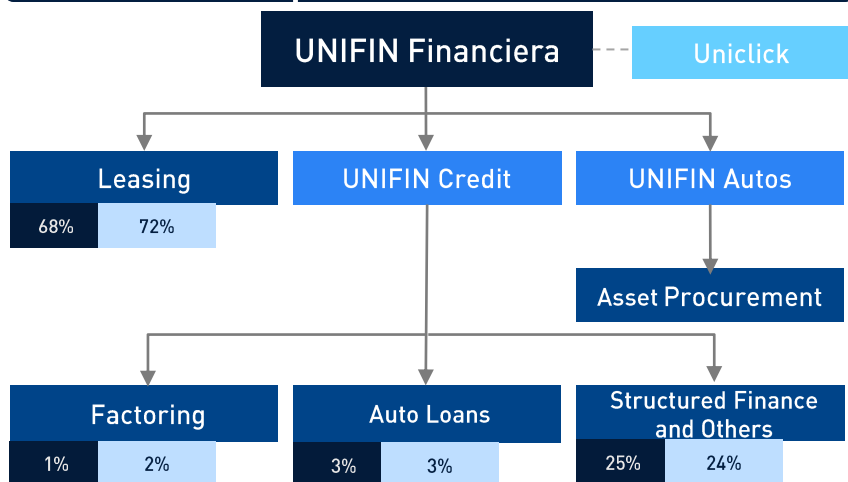 UNIFIN Financiera
Uniclick
Leasing
UNIFIN Credit
UNIFIN Autos
68%
72%
Asset Procurement
Factoring
Auto Loans
Structured Finance
and Others
1%
2%
3%
3%
25%
24%